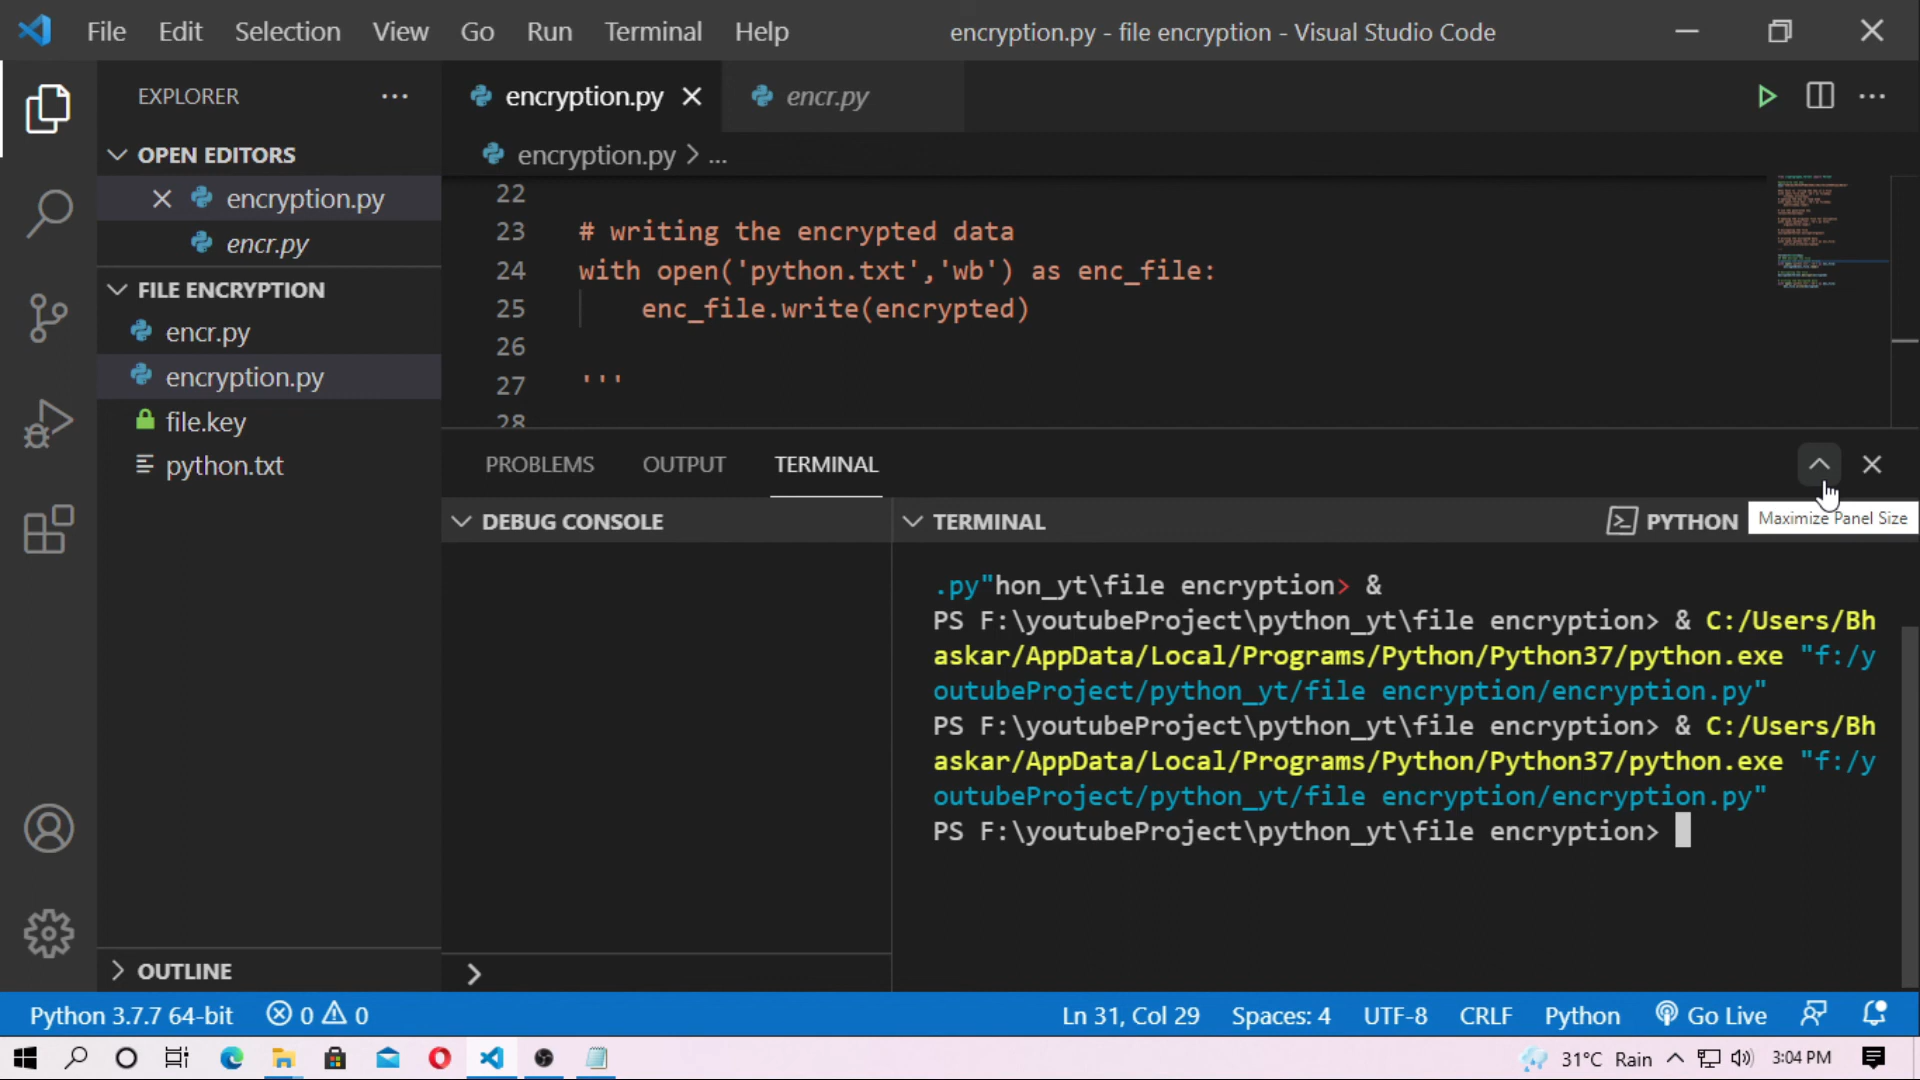 File Edit Selection View Go Run Terminal Help
encryption.py - file encryption - Visual Studio Code
EXPLORER
OPEN EDITORS
encryption.py
encr.py
FILE ENCRYPTION
encr.py
encryption.py
file.key
python.txt
OUTLINE
encryption.py
encr.py
encryption.py > ...
22
23 # writing the encrypted data
24 with open('python.txt','wb') as enc_file:
25 enc_file.write(encrypted)
26
27 '''
28
PROBLEMS OUTPUT TERMINAL
DEBUG CONSOLE
TERMINAL
PYTHON
Maximize Panel Size
.py"hon_yt\file encryption> &
PS F:\youtubeProject\python_yt\file encryption> & C:/Users/Bh
askar/AppData/Local/Programs/Python/Python37/python.exe "f:/y
outubeProject/python_yt/file encryption/encryption.py"
PS F:\youtubeProject\python_yt\file encryption> & C:/Users/Bh
askar/AppData/Local/Programs/Python/Python37/python.exe "f:/y
outubeProject/python_yt/file encryption/encryption.py"
PS F:\youtubeProject\python_yt\file encryption>
Python 3.7.7 64-bit 0 0 Ln 31, Col 29 Spaces: 4 UTF-8 CRLF Python Go Live
31°C Rain 3:04 PM